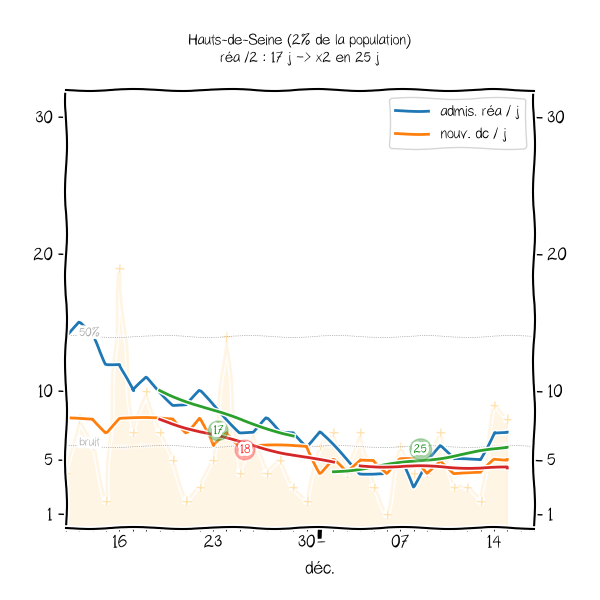 Hauts-de-Seine (2% de la population)
réa /2 : 17 j -> x2 en 25 j
admis. réa / j
nouv. dc / j
30 30
20 20
50%
10 10
bruit
17
18
25
5 5
1 1
16 23 30 07 14
déc.